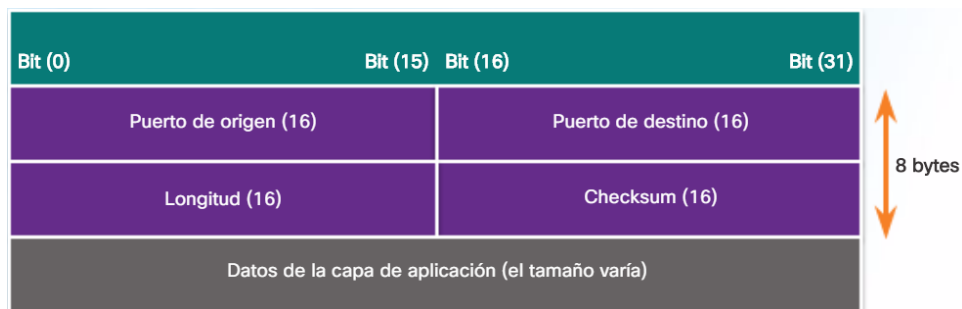 Bit (0) Bit (15) Bit (16) Bit (31)
Puerto de origen (16) Puerto de destino (16)
8 bytes
Longitud (16) Checksum (16)
Datos de la capa de aplicación (el tamaño varía)